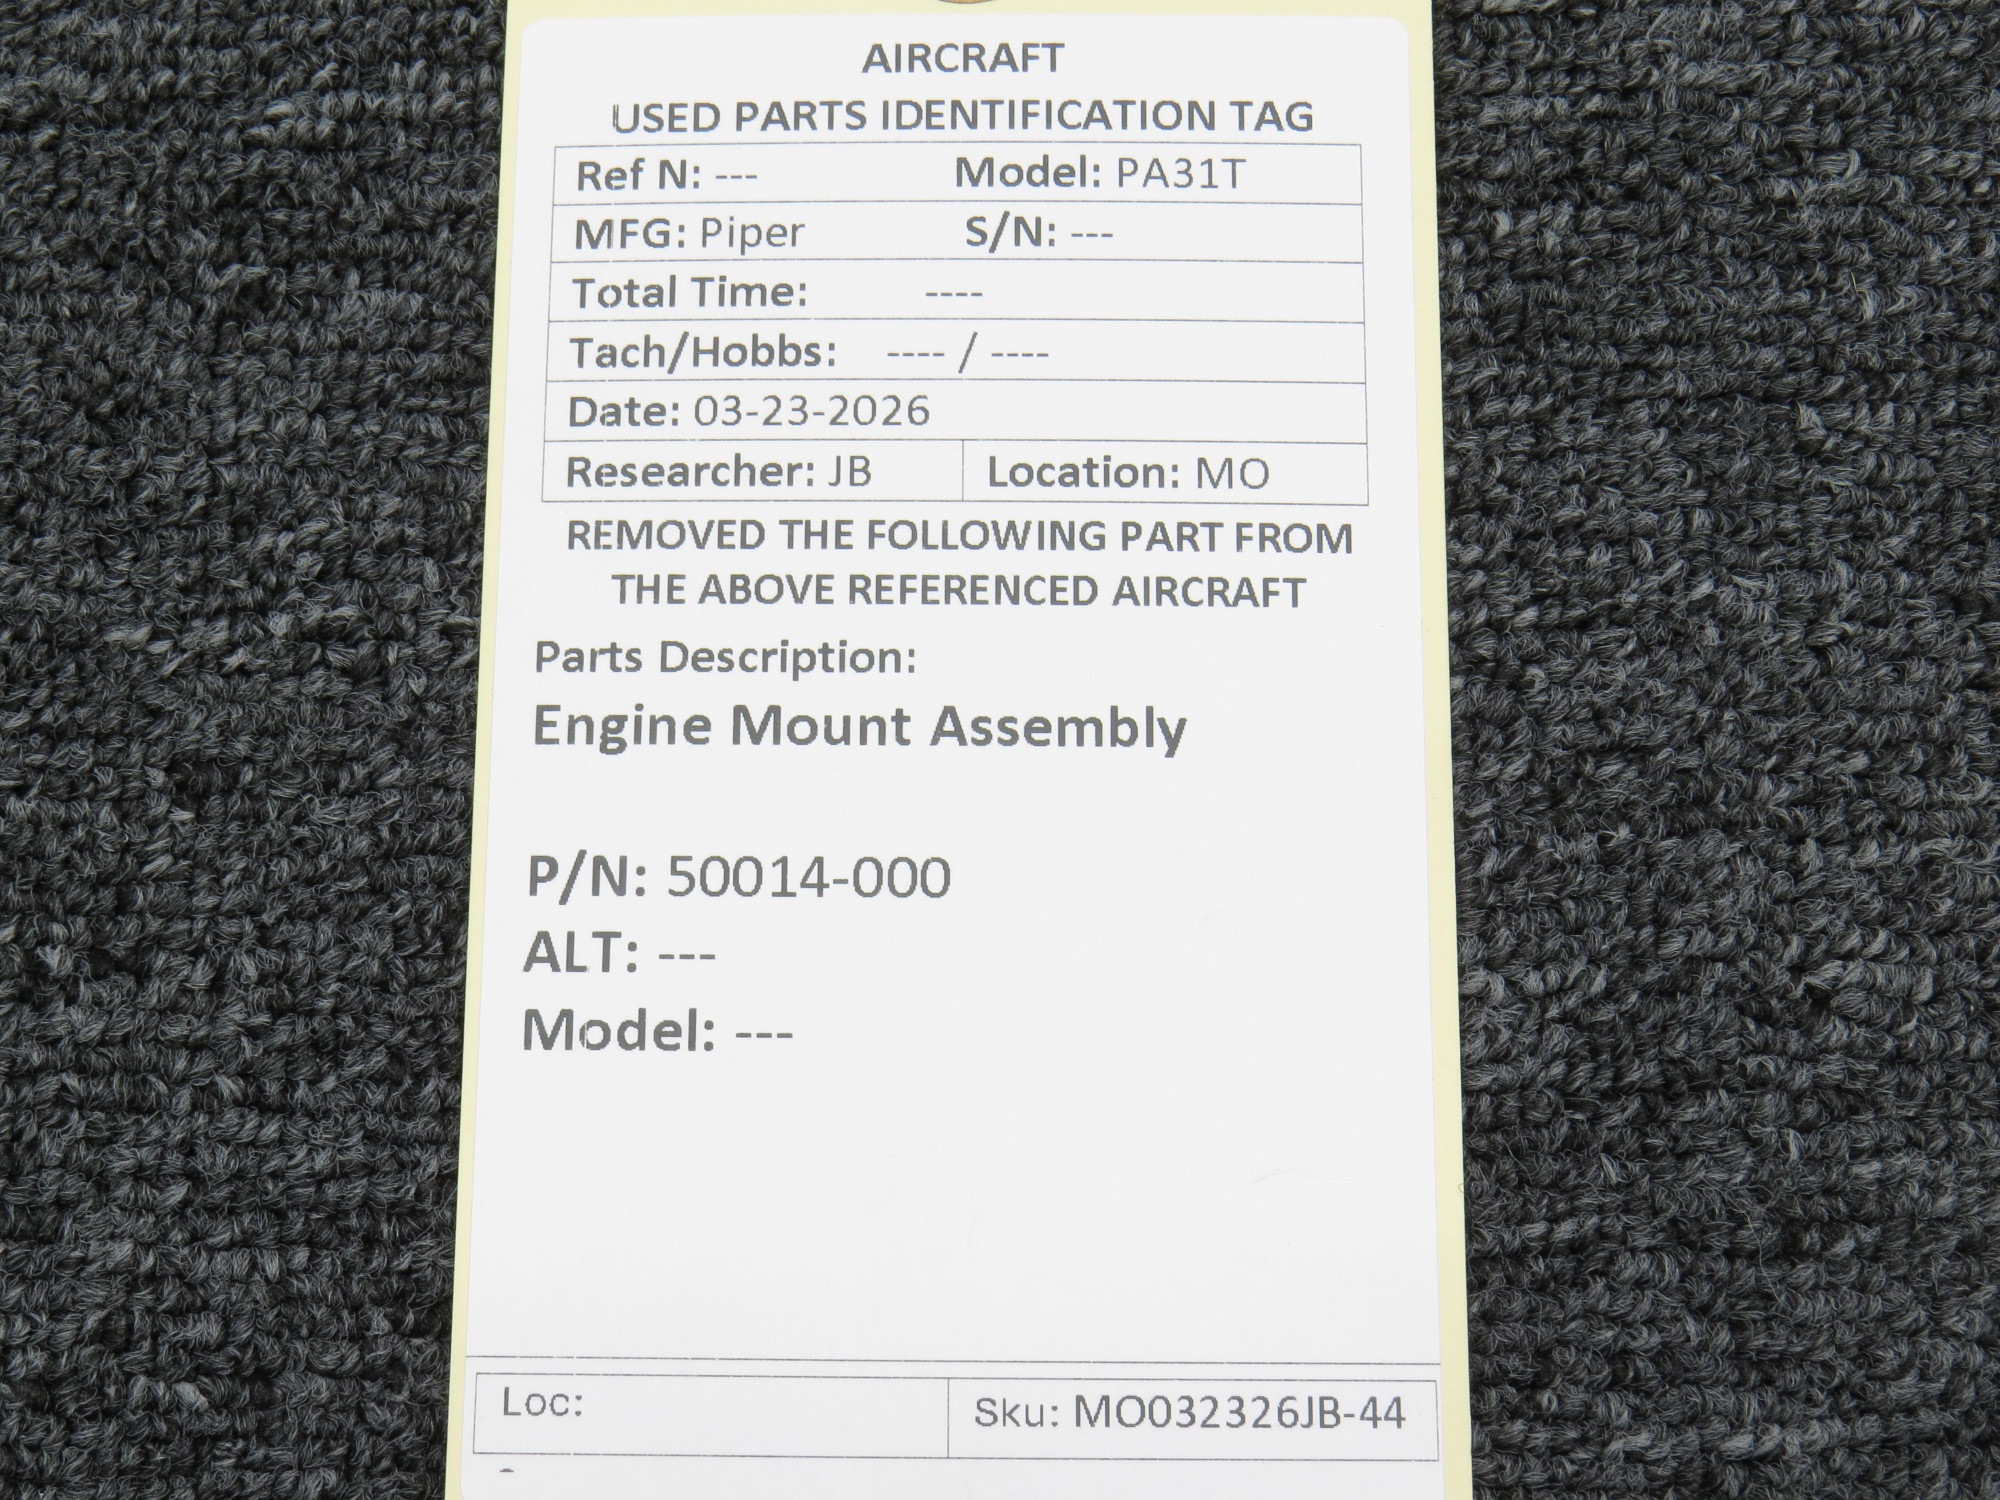 AIRCRAFT
USED PARTS IDENTIFICATION TAG
Ref N: --- Model: PA31T
MFG: Piper S/N: ---
Total Time: ----
Tach/Hobbs: ---- / ----
Date: 03-23-2026
Researcher: JB Location: MO
REMOVED THE FOLLOWING PART FROM
THE ABOVE REFERENCED AIRCRAFT
Parts Description:
Engine Mount Assembly
P/N: 50014-000
ALT: ---
Model: ---
Loc: Sku: MO032326JB-44